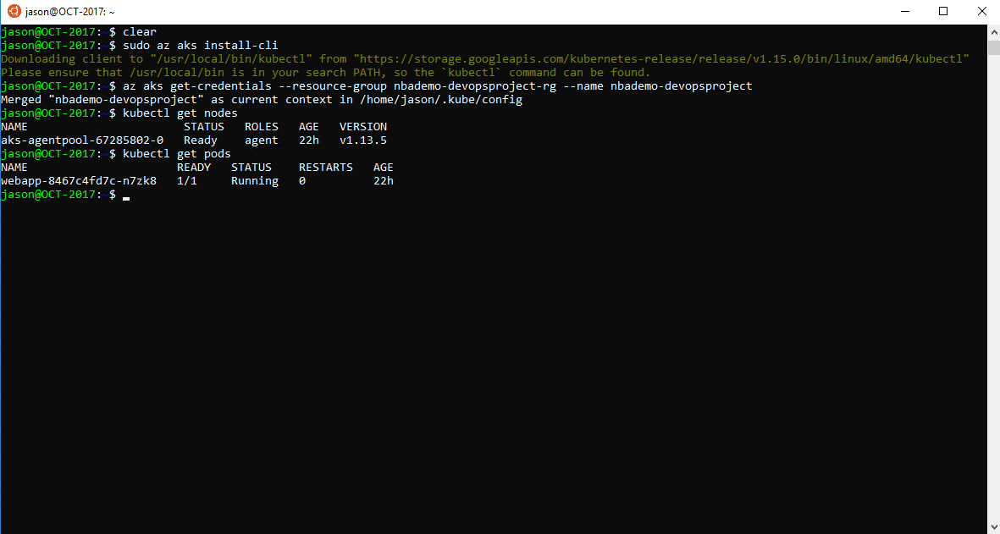 jason@OCT-2017: ~
jason@OCT-2017:~$ clear
jason@OCT-2017:~$ sudo az aks install-cli
Downloading client to "/usr/local/bin/kubectl" from "https://storage.googleapis.com/kubernetes-release/release/v1.15.0/bin/linux/amd64/kubectl"
Please ensure that /usr/local/bin is in your search PATH, so the `kubectl` command can be found.
jason@OCT-2017:~$ az aks get-credentials --resource-group nbademo-devopsproject-rg --name nbademo-devopsproject
Merged "nbademo-devopsproject" as current context in /home/jason/.kube/config
jason@OCT-2017:~$ kubectl get nodes
NAME                       STATUS   ROLES   AGE   VERSION
aks-agentpool-67285802-0   Ready    agent   22h   v1.13.5
jason@OCT-2017:~$ kubectl get pods
NAME                      READY   STATUS    RESTARTS   AGE
webapp-8467c4fd7c-n7zk8   1/1     Running   0          22h
jason@OCT-2017:~$